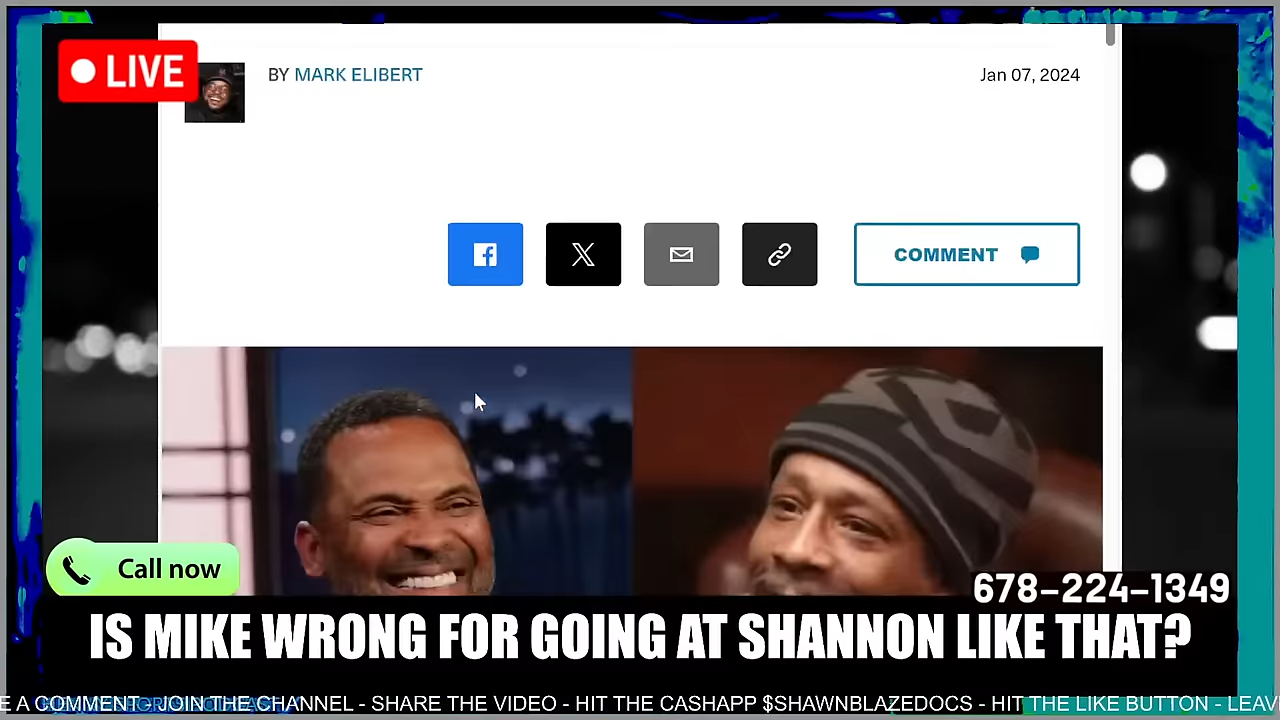 LIVE
BY MARK ELIBERT
Jan 07, 2024
COMMENT
Call now
678-224-1349
IS MIKE WRONG FOR GOING AT SHANNON LIKE THAT?
E A COMMENT - JOIN THE CHANNEL - SHARE THE VIDEO - HIT THE CASHAPP $SHAWNBLAZEDOCS - HIT THE LIKE BUTTON - LEAV